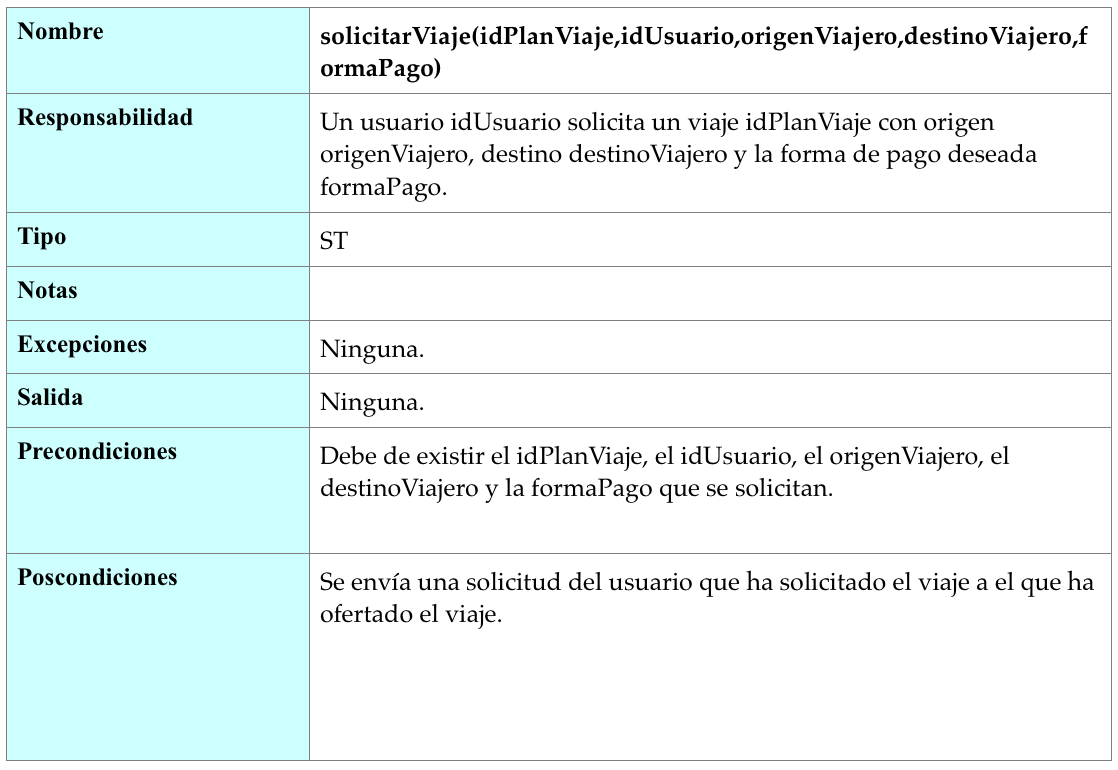 Nombre
solicitarViaje(idPlanViaje,idUsuario,origenViajero,destinoViajero,f
ormaPago)
Responsabilidad
Un usuario idUsuario solicita un viaje idPlanViaje con origen
origenViajero, destino destinoViajero y la forma de pago deseada
formaPago.
Tipo
ST
Notas
Excepciones
Ninguna.
Salida
Ninguna.
Precondiciones
Debe de existir el idPlanViaje, el idUsuario, el origenViajero, el
destinoViajero y la formaPago que se solicitan.
Poscondiciones
Se envía una solicitud del usuario que ha solicitado el viaje a el que ha
ofertado el viaje.